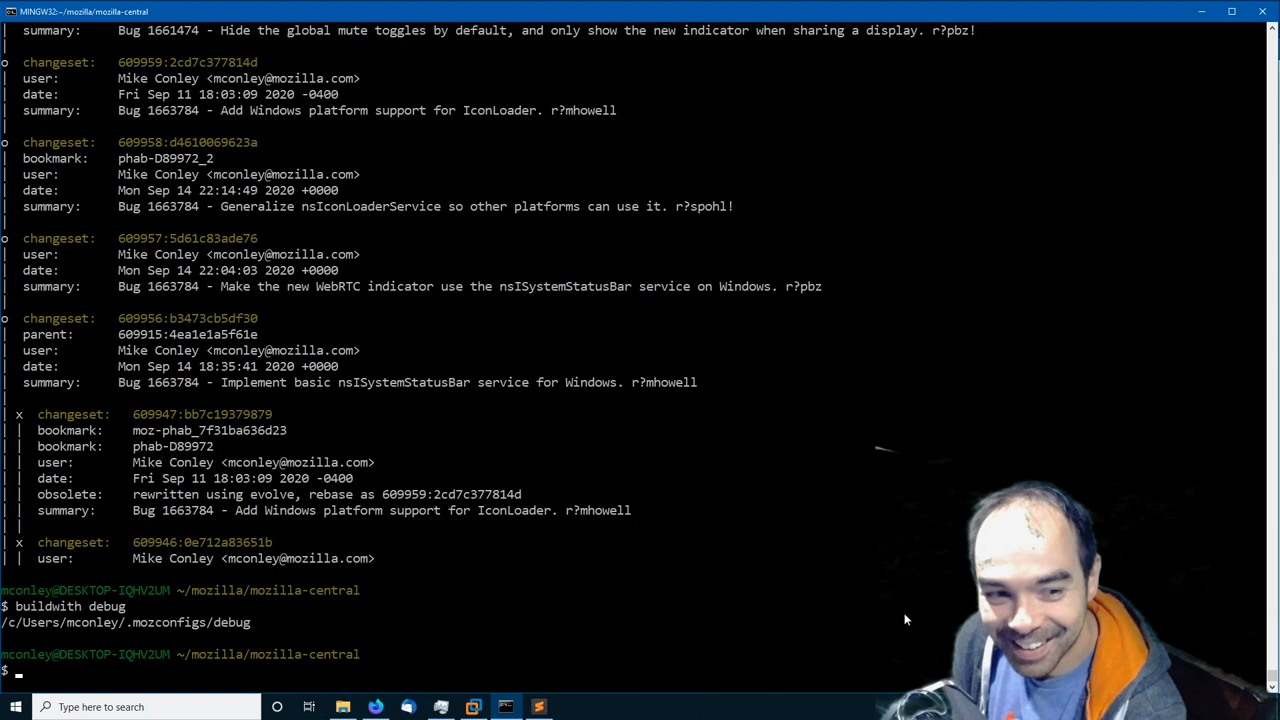 MINGW32:~/mozilla/mozilla-central
summary: Bug 1661474 - Hide the global mute toggles by default, and only show the new indicator when sharing a display. r?pbz!
o changeset: 609959:2cd7c377814d
user: Mike Conley <mconley@mozilla.com>
date: Fri Sep 11 18:03:09 2020 -0400
summary: Bug 1663784 - Add Windows platform support for IconLoader. r?mhowell
o changeset: 609958:d4610069623a
bookmark: phab-D89972_2
user: Mike Conley <mconley@mozilla.com>
date: Mon Sep 14 22:14:49 2020 +0000
summary: Bug 1663784 - Generalize nsIconLoaderService so other platforms can use it. r?spohl!
o changeset: 609957:5d61c83ade76
user: Mike Conley <mconley@mozilla.com>
date: Mon Sep 14 22:04:03 2020 +0000
summary: Bug 1663784 - Make the new WebRTC indicator use the nsISystemStatusBar service on Windows. r?pbz
o changeset: 609956:b3473cb5df30
parent: 609915:4ea1e1a5f61e
user: Mike Conley <mconley@mozilla.com>
date: Mon Sep 14 18:35:41 2020 +0000
summary: Bug 1663784 - Implement basic nsISystemStatusBar service for Windows. r?mhowell
x changeset: 609947:bb7c19379879
bookmark: moz-phab_7f31ba636d23
bookmark: phab-D89972
user: Mike Conley <mconley@mozilla.com>
date: Fri Sep 11 18:03:09 2020 -0400
obsolete: rewritten using evolve, rebase as 609959:2cd7c377814d
summary: Bug 1663784 - Add Windows platform support for IconLoader. r?mhowell
x changeset: 609946:0e712a83651b
user: Mike Conley <mconley@mozilla.com>
mconley@DESKTOP-IQHV2UM ~/mozilla/mozilla-central
$ buildwith debug
/c/Users/mconley/.mozconfigs/debug
mconley@DESKTOP-IQHV2UM ~/mozilla/mozilla-central
$
Type here to search